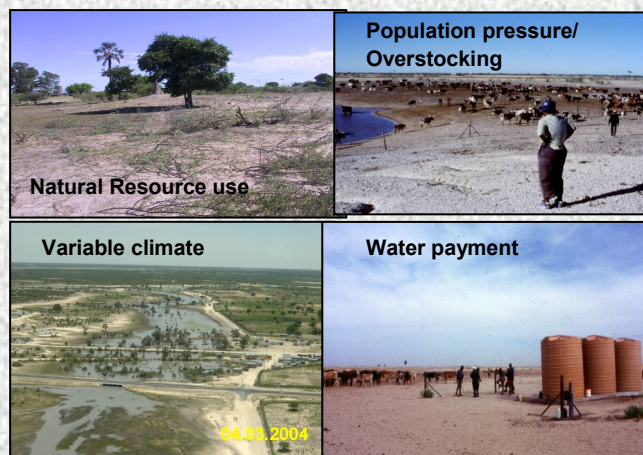 Population pressure/
Overstocking
Natural Resource use
Variable climate
Water payment
04.03.2004